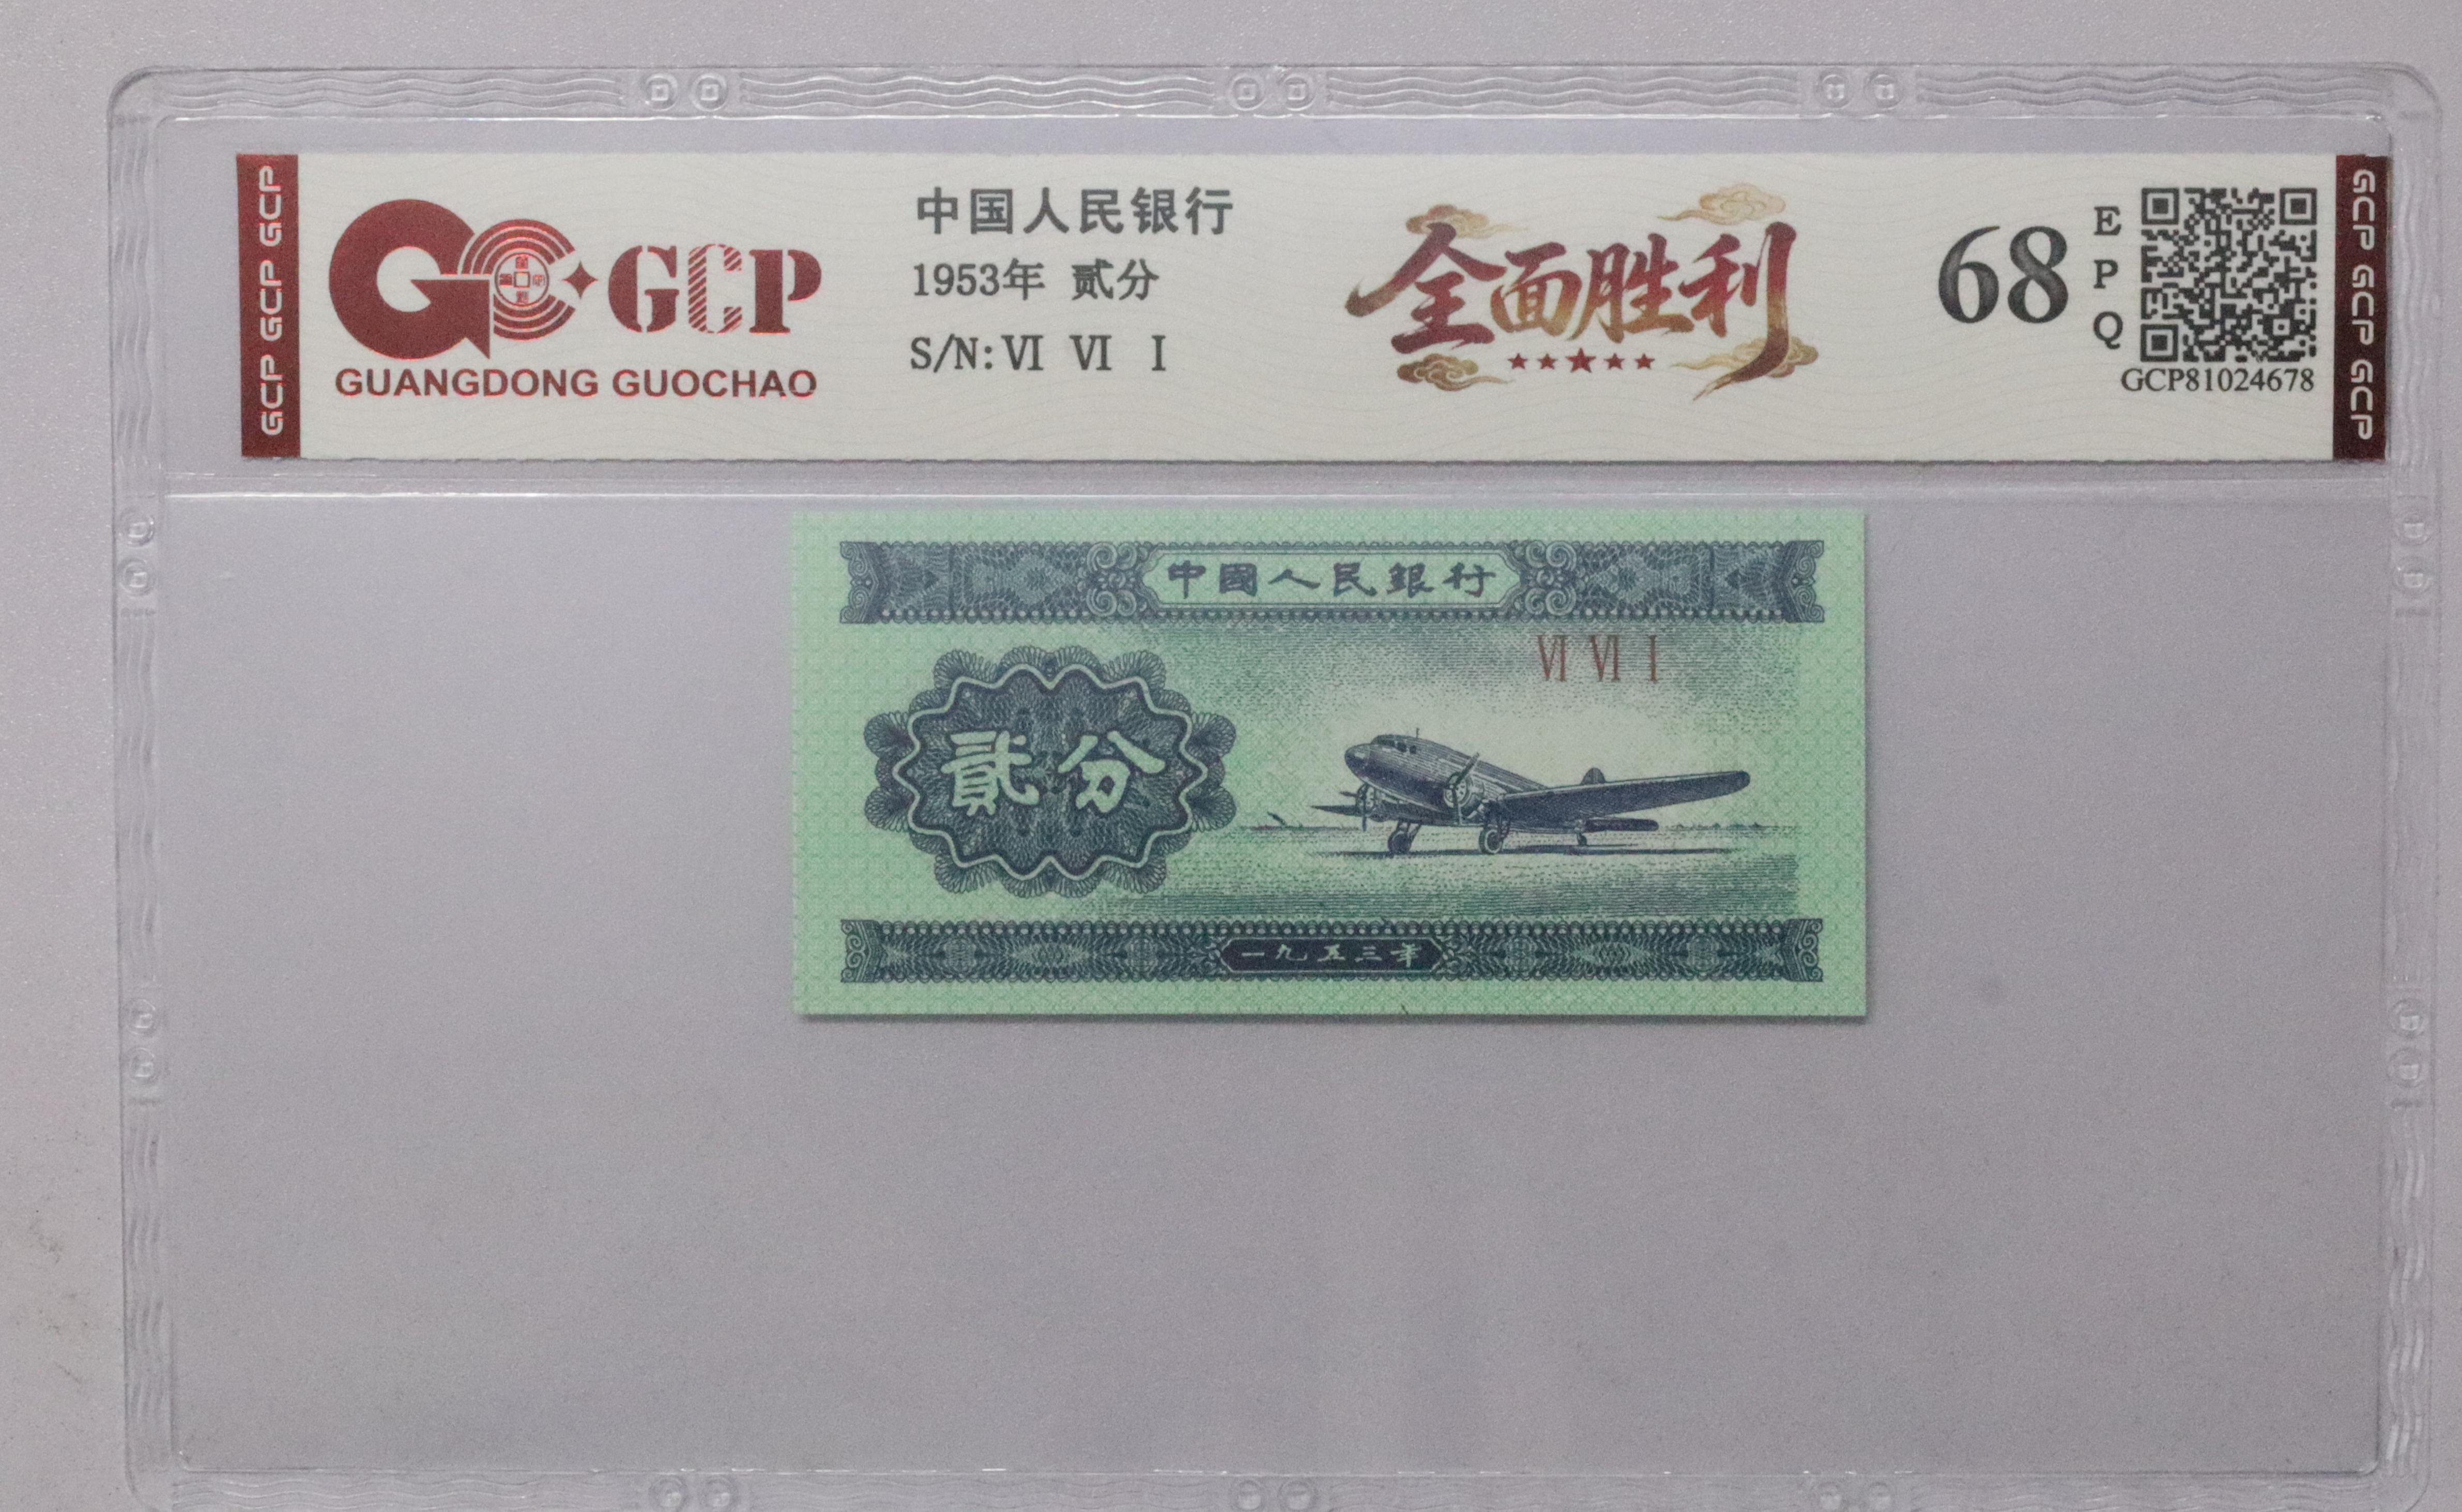 GCP GCP GCP
GCP
GUANGDONG GUOCHAO
中国人民银行
1953年 贰分
S/N: VI VI I
全面胜利
68
E
P
Q
GCP81024678
GCP GCP GCP
中國人民銀行
VI VI I
貳分
一九五三年